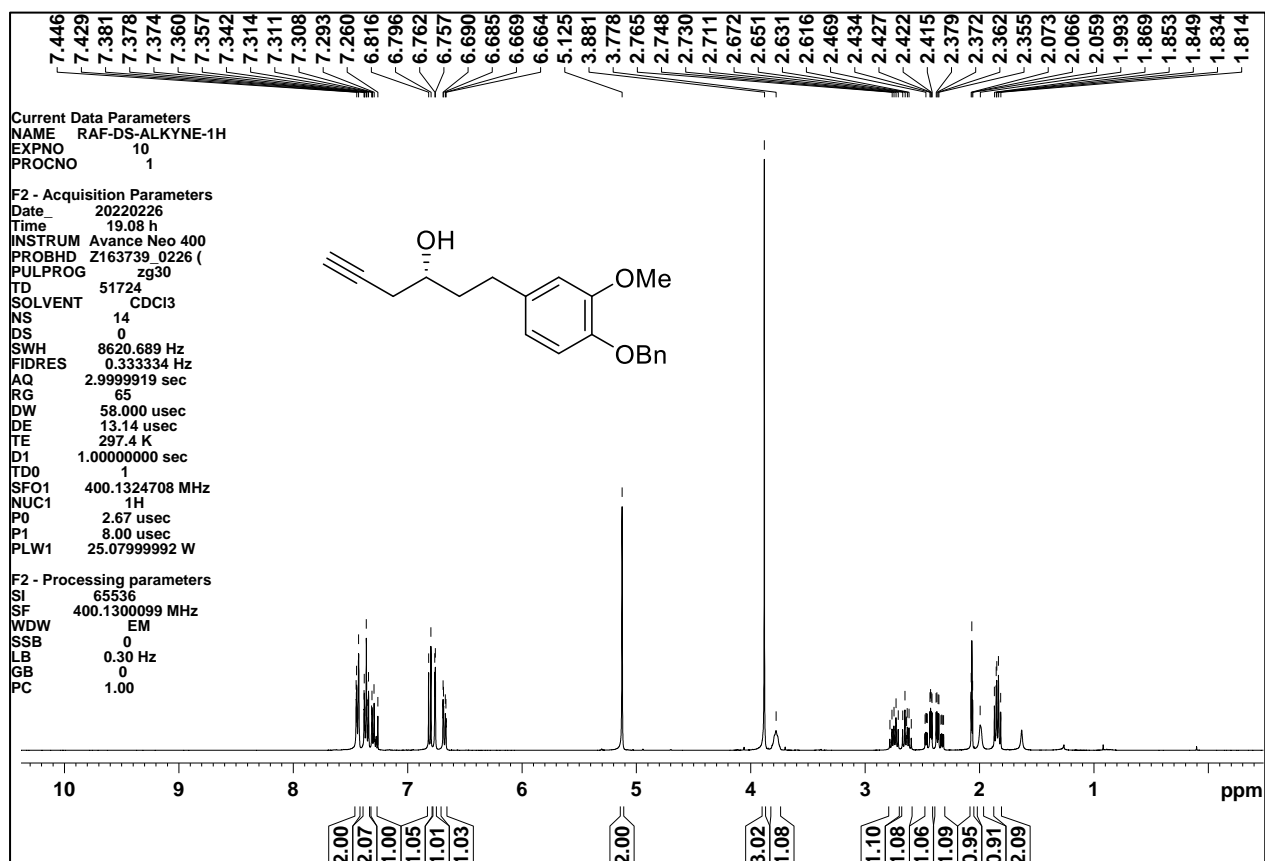 7.446
7.429
7.381
7.378
7.374
7.360
7.357
7.342
7.314
7.311
7.308
7.293
7.260
6.816
6.796
6.762
6.757
6.690
6.685
6.669
6.664
5.125
3.881
3.778
2.765
2.748
2.730
2.711
2.672
2.651
2.631
2.616
2.469
2.434
2.427
2.422
2.415
2.379
2.372
2.362
2.355
2.073
2.066
2.059
1.993
1.869
1.853
1.849
1.834
1.814
Current Data Parameters
NAME RAF-DS-ALKYNE-1H
EXPNO 10
PROCNO 1
F2 - Acquisition Parameters
Date_ 20220226
Time 19.08 h
INSTRUM Avance Neo 400
PROBHD Z163739_0226 (
PULPROG zg30
TD 51724
SOLVENT CDCl3
NS 14
DS 0
SWH 8620.689 Hz
FIDRES 0.333334 Hz
AQ 2.9999919 sec
RG 65
DW 58.000 usec
DE 13.14 usec
TE 297.4 K
D1 1.00000000 sec
TD0 1
SFO1 400.1324708 MHz
NUC1 1H
P0 2.67 usec
P1 8.00 usec
PLW1 25.07999992 W
F2 - Processing parameters
SI 65536
SF 400.1300099 MHz
WDW EM
SSB 0
LB 0.30 Hz
GB 0
PC 1.00
OH
OMe
OBn
10 9 8 7 6 5 4 3 2 1 ppm
2.00
2.07
1.00
1.05
1.01
1.03
2.00
3.02
1.08
1.10
1.08
1.06
1.09
0.95
0.91
2.09